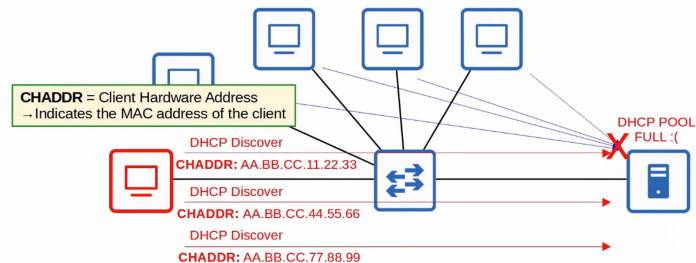 CHADDR = Client Hardware Address
→Indicates the MAC address of the client
DHCP POOL
FULL :(
DHCP Discover
CHADDR: AA.BB.CC.11.22.33
DHCP Discover
CHADDR: AA.BB.CC.44.55.66
DHCP Discover
CHADDR: AA.BB.CC.77.88.99